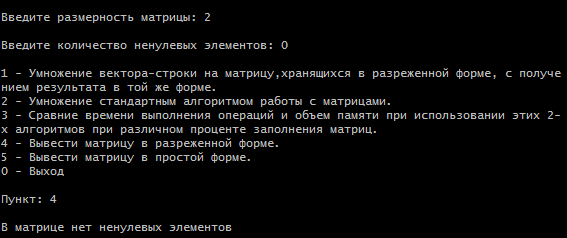 Введите размерность матрицы: 2
Введите количество ненулевых элементов: 0
1 - Умножение вектора-строки на матрицу,хранящихся в разреженной форме, с получе
нием результата в той же форме.
2 - Умножение стандартным алгоритмом работы с матрицами.
3 - Сравние времени выполнения операций и объем памяти при использовании этих 2-
х алгоритмов при различном проценте заполнения матриц.
4 - Вывести матрицу в разреженной форме.
5 - Вывести матрицу в простой форме.
0 - Выход
Пункт: 4
В матрице нет ненулевых элементов